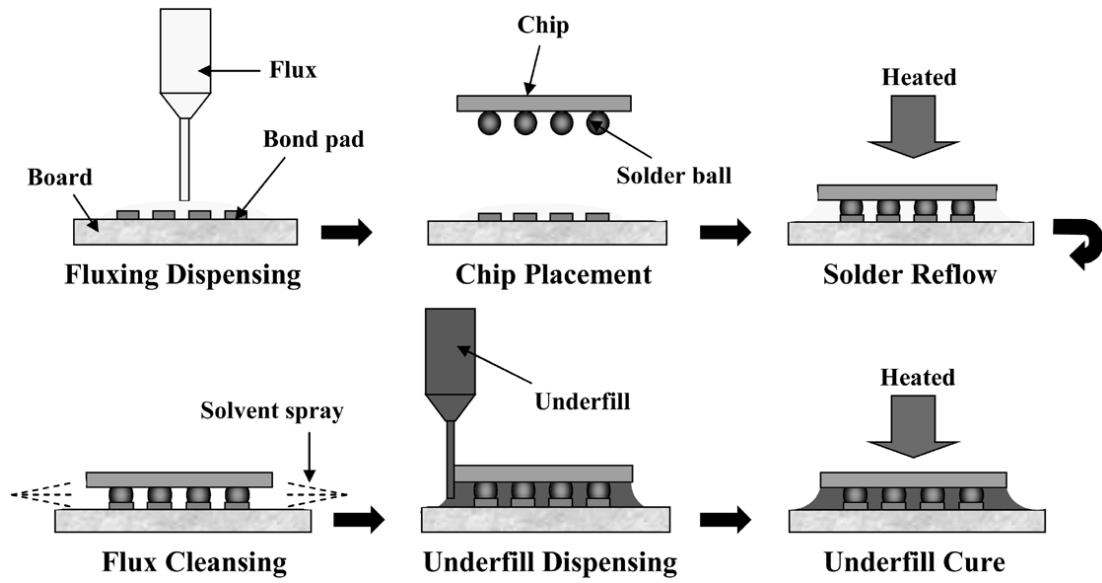 Flux
Bond pad
Board
Fluxing Dispensing
Chip
Solder ball
Chip Placement
Heated
Solder Reflow
Solvent spray
Flux Cleansing
Underfill
Underfill Dispensing
Heated
Underfill Cure